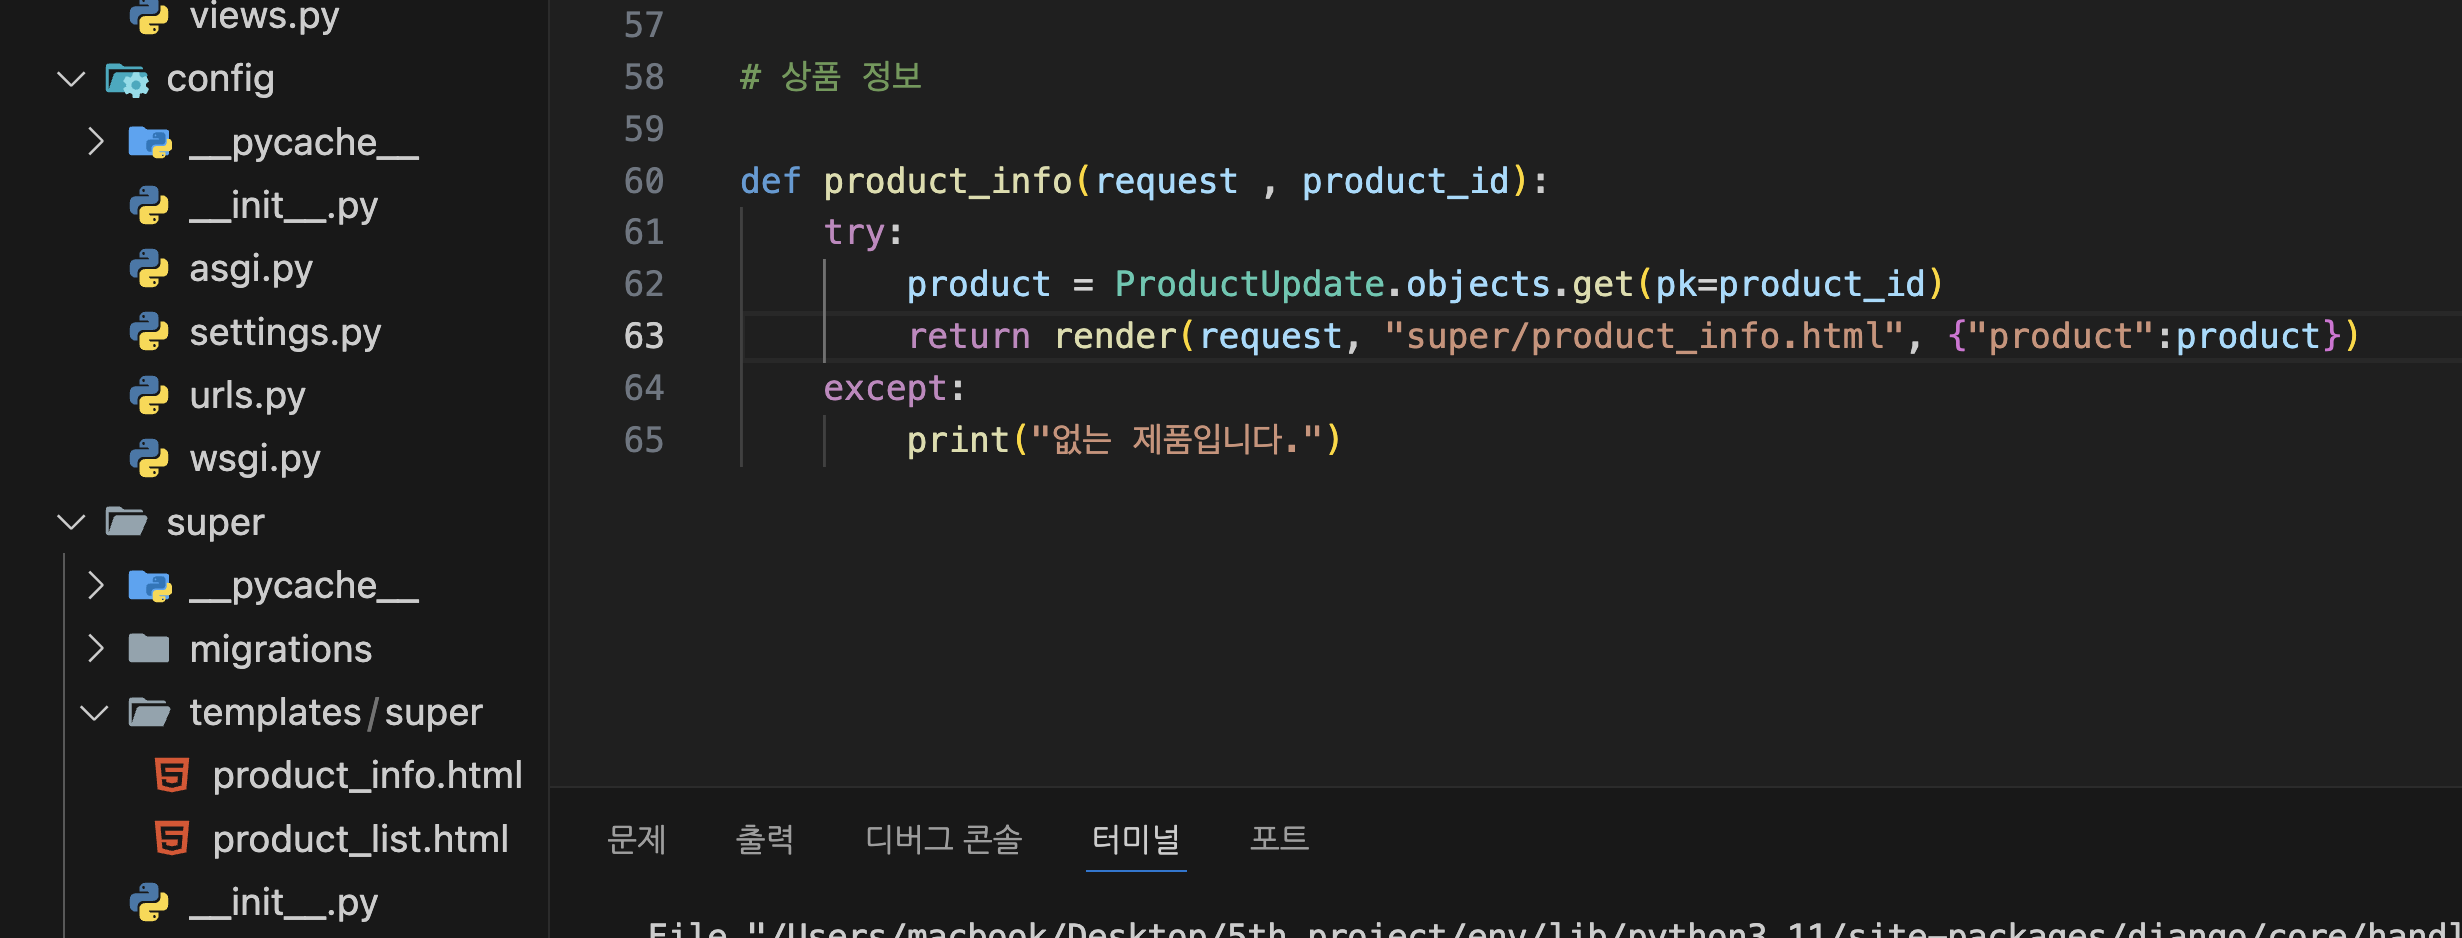 views.py
config
__pycache__
__init__.py
asgi.py
settings.py
urls.py
wsgi.py
super
__pycache__
migrations
templates/super
product_info.html
product_list.html
__init__.py
57
58 # 상품 정보
59
60 def product_info(request , product_id):
61 try:
62 product = ProductUpdate.objects.get(pk=product_id)
63 return render(request, "super/product_info.html", {"product":product})
64 except:
65 print("없는 제품입니다.")
문제 출력 디버그 콘솔 터미널 포트
File "/Users/macbook/Desktop/5th_project/env/lib/python3.11/site-packages/django/core/handl